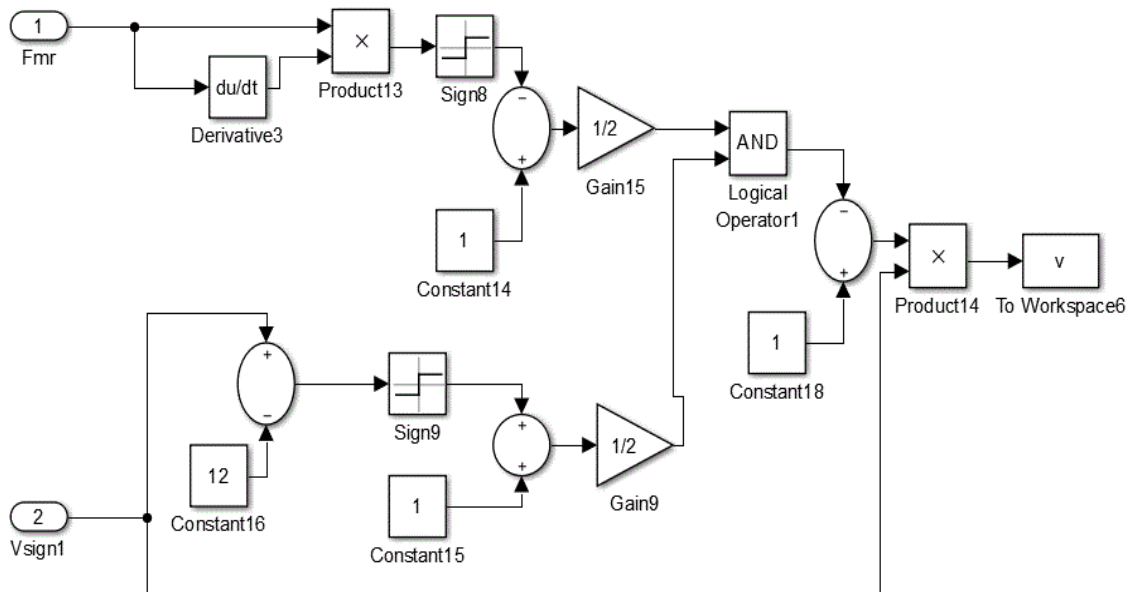 1
Fmr
du/dt
Derivative3
×
Product13
Sign8
−
+
1/2
Gain15
1
Constant14
AND
Logical
Operator1
−
+
1
Constant18
×
Product14
v
To Workspace6
2
Vsign1
+
−
12
Constant16
Sign9
+
+
1
Constant15
1/2
Gain9